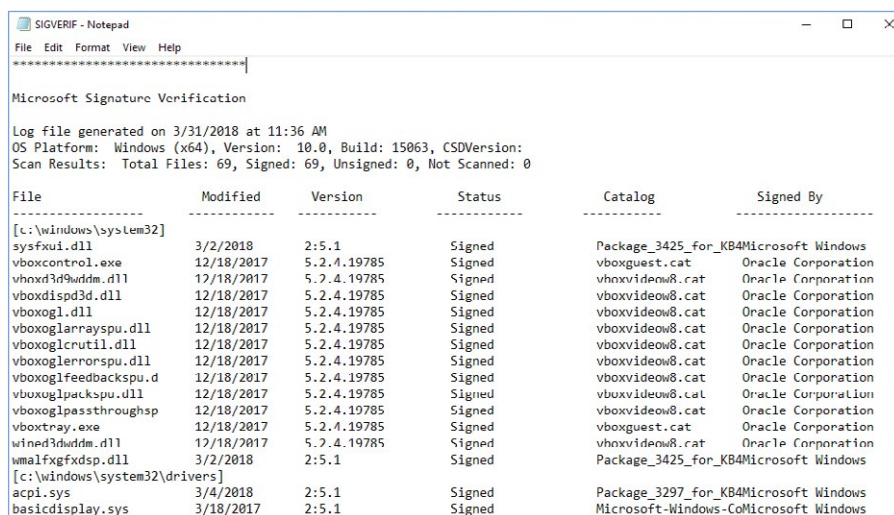 SIGVERIF - Notepad
File Edit Format View Help
********************************
Microsoft Signature Verification
Log file generated on 3/31/2018 at 11:36 AM
OS Platform: Windows (x64), Version: 10.0, Build: 15063, CSDVersion:
Scan Results: Total Files: 69, Signed: 69, Unsigned: 0, Not Scanned: 0
File Modified Version Status Catalog Signed By
------------------ ------------ ----------- ------------ ----------- -------------------
[c:\windows\system32]
sysfxui.dll 3/2/2018 2:5.1 Signed Package_3425_for_KB4Microsoft Windows
vboxcontrol.exe 12/18/2017 5.2.4.19785 Signed vboxguest.cat Oracle Corporation
vboxd3d9wddm.dll 12/18/2017 5.2.4.19785 Signed vboxvideow8.cat Oracle Corporation
vboxdispd3d.dll 12/18/2017 5.2.4.19785 Signed vboxvideow8.cat Oracle Corporation
vboxogl.dll 12/18/2017 5.2.4.19785 Signed vboxvideow8.cat Oracle Corporation
vboxoglarrayspu.dll 12/18/2017 5.2.4.19785 Signed vboxvideow8.cat Oracle Corporation
vboxoglcrutil.dll 12/18/2017 5.2.4.19785 Signed vboxvideow8.cat Oracle Corporation
vboxoglerrorspu.dll 12/18/2017 5.2.4.19785 Signed vboxvideow8.cat Oracle Corporation
vboxoglfeedbackspu.d 12/18/2017 5.2.4.19785 Signed vboxvideow8.cat Oracle Corporation
vboxoglpackspu.dll 12/18/2017 5.2.4.19785 Signed vboxvideow8.cat Oracle Corporation
vboxoglpassthroughsp 12/18/2017 5.2.4.19785 Signed vboxvideow8.cat Oracle Corporation
vboxtray.exe 12/18/2017 5.2.4.19785 Signed vboxguest.cat Oracle Corporation
wined3dwddm.dll 12/18/2017 5.2.4.19785 Signed vboxvideow8.cat Oracle Corporation
wmalfxgfxdsp.dll 3/2/2018 2:5.1 Signed Package_3425_for_KB4Microsoft Windows
[c:\windows\system32\drivers]
acpi.sys 3/4/2018 2:5.1 Signed Package_3297_for_KB4Microsoft Windows
basicdisplay.sys 3/18/2017 2:5.1 Signed Microsoft-Windows-CoMicrosoft Windows